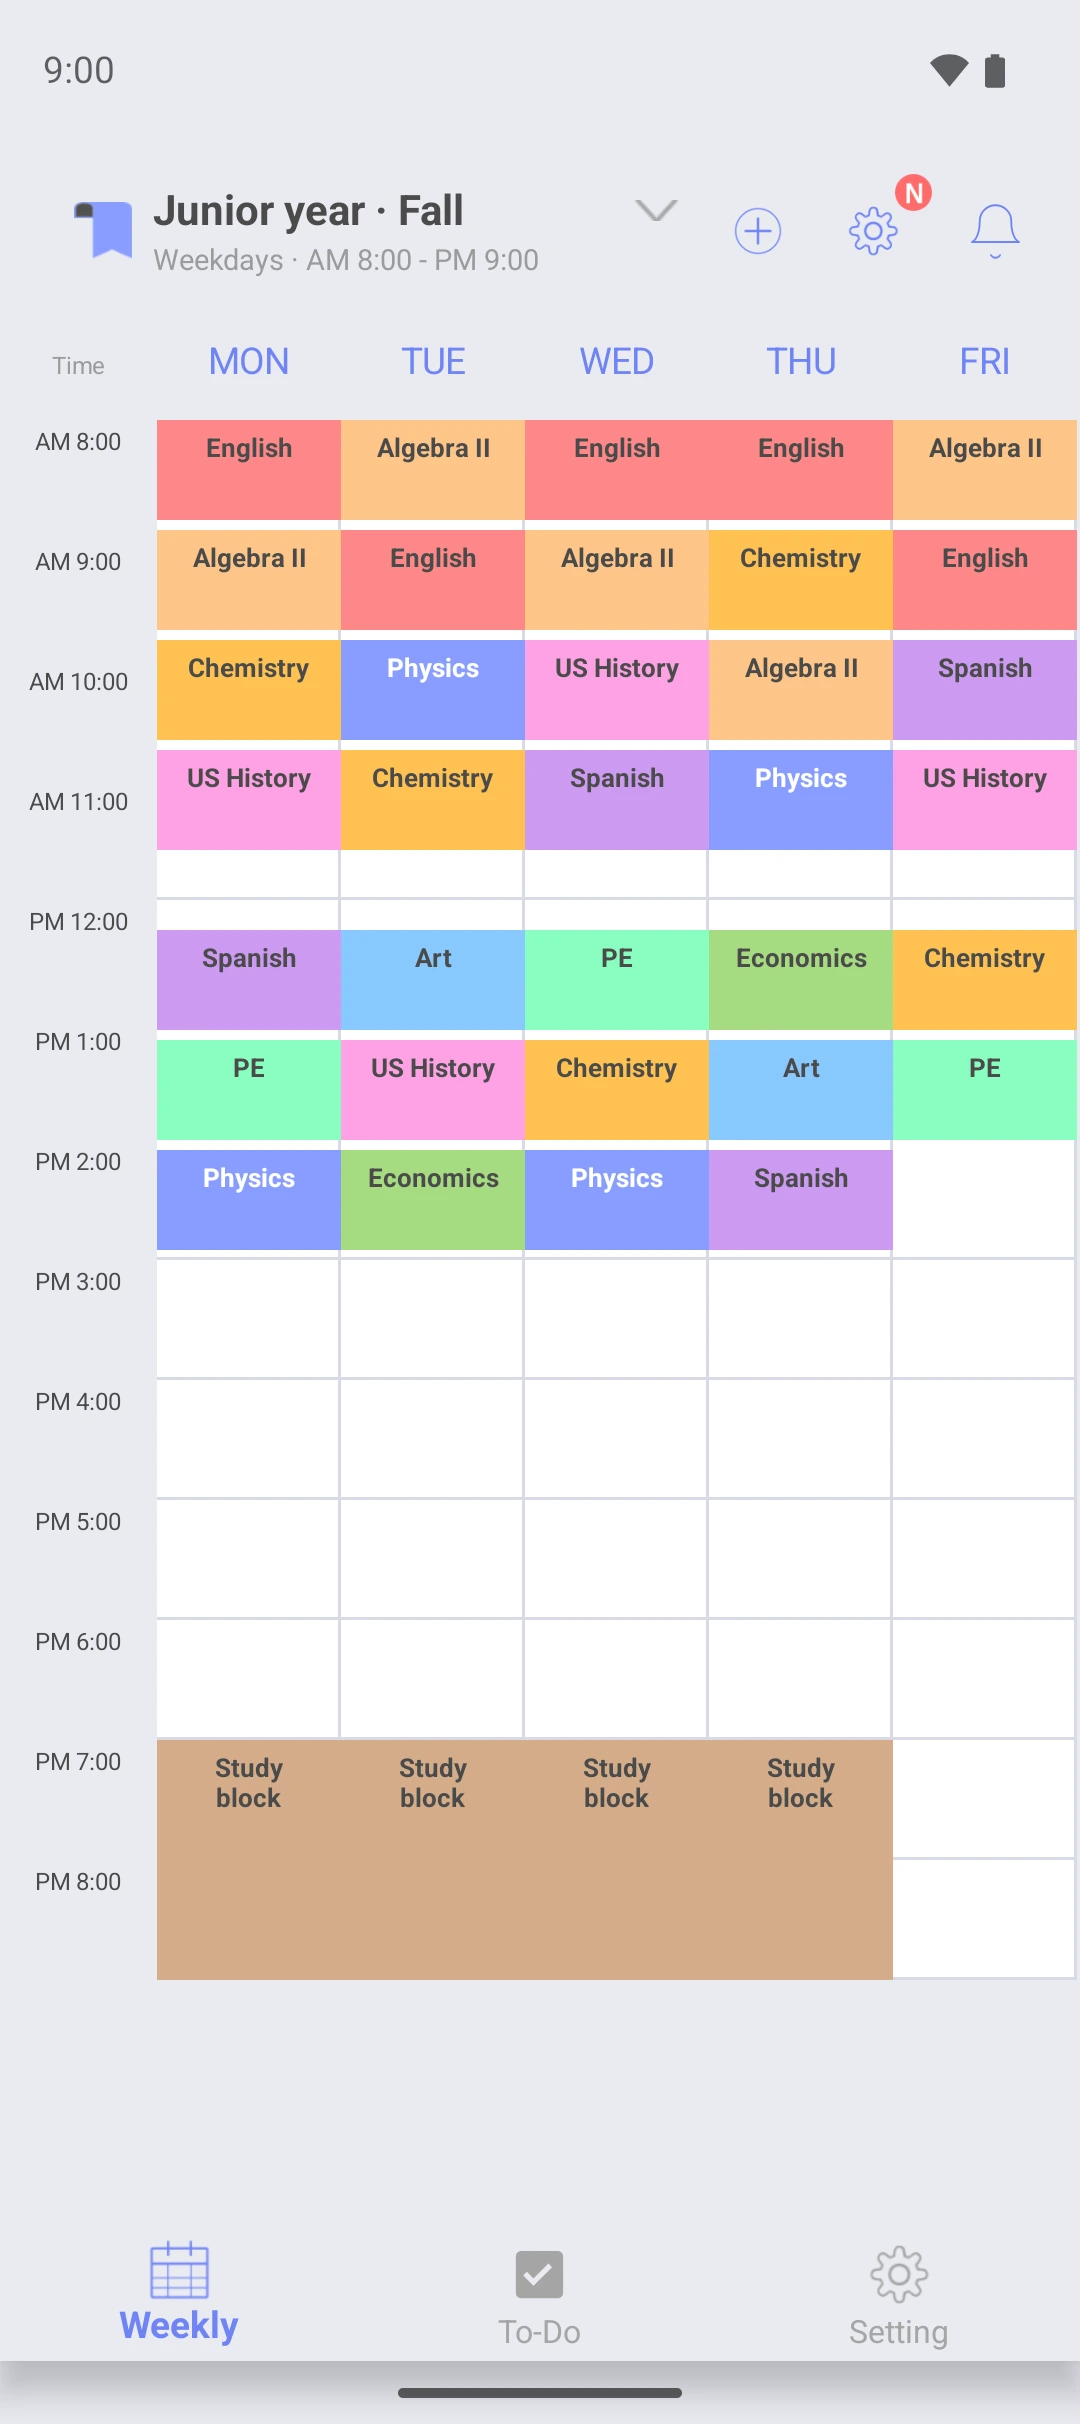 9:00
Junior year · Fall
N
Weekdays · AM 8:00 - PM 9:00
Time MON TUE WED THU FRI
AM 8:00 English Algebra II English English Algebra II
AM 9:00 Algebra II English Algebra II Chemistry English
AM 10:00 Chemistry Physics US History Algebra II Spanish
AM 11:00 US History Chemistry Spanish Physics US History
PM 12:00
Spanish Art PE Economics Chemistry
PM 1:00 PE US History Chemistry Art PE
PM 2:00 Physics Economics Physics Spanish
PM 3:00
PM 4:00
PM 5:00
PM 6:00
PM 7:00 Study Study Study Study
block block block block
PM 8:00
Weekly To-Do Setting